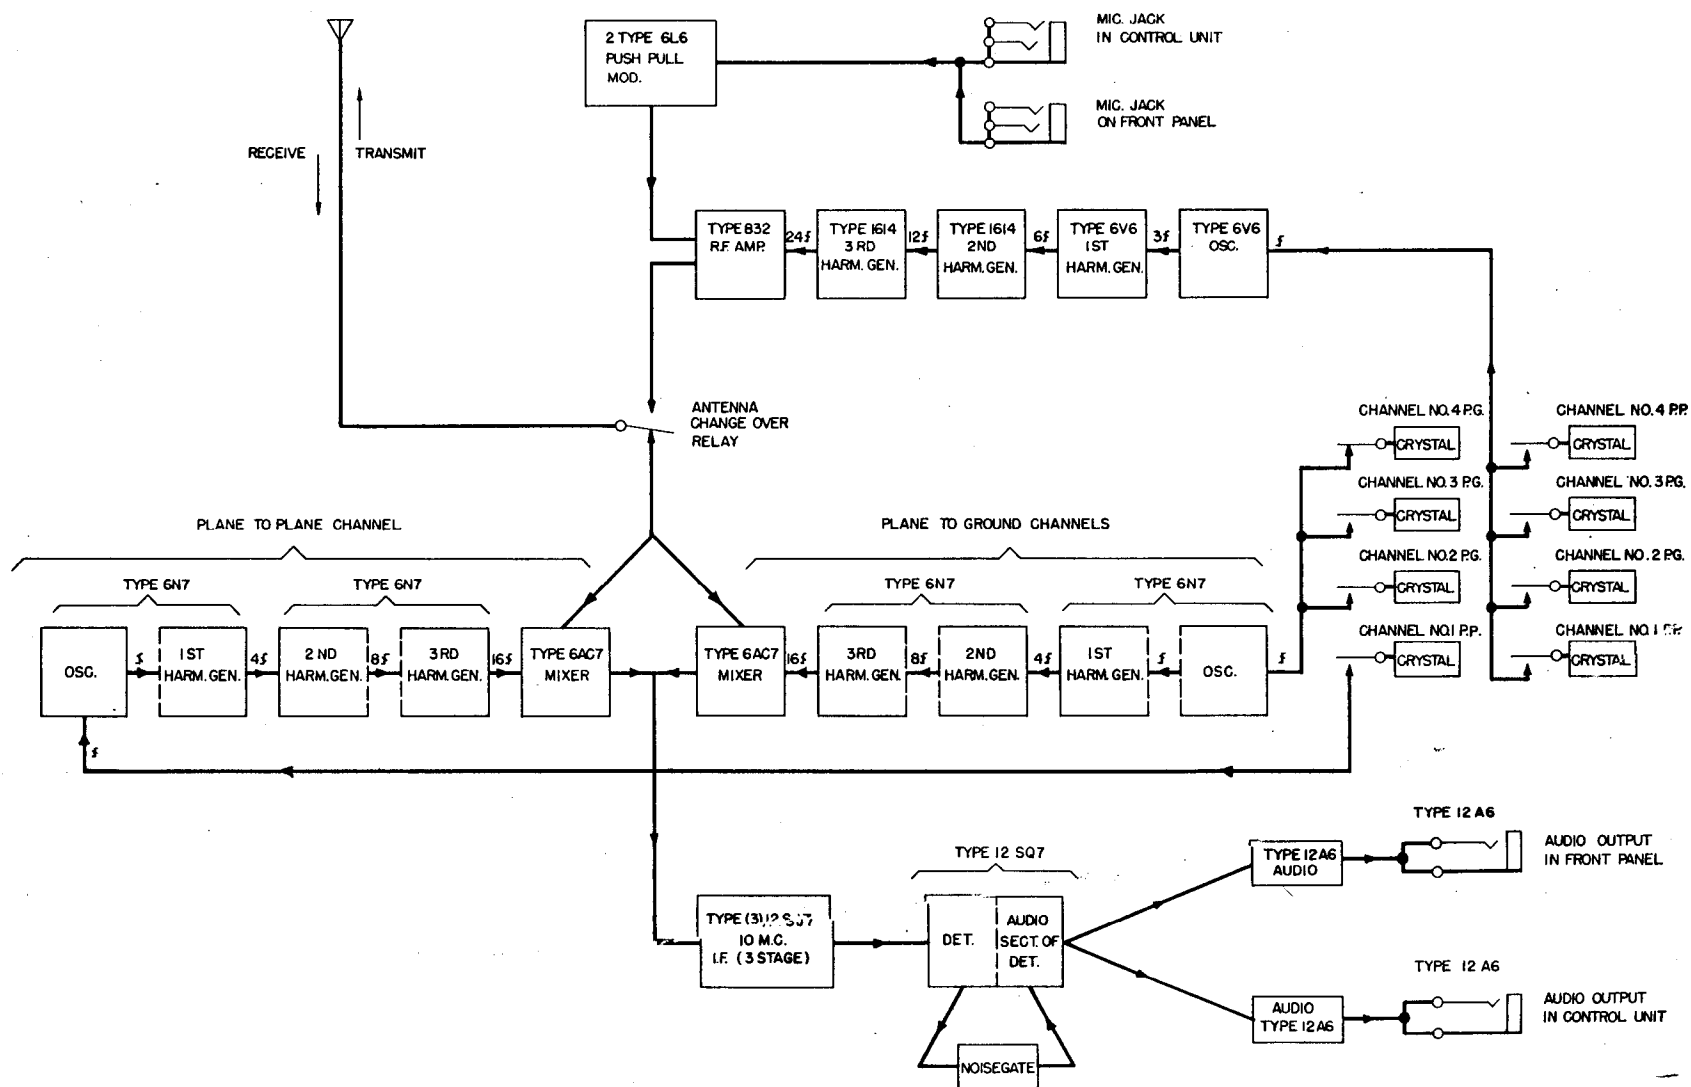 2 TYPE 6L6
PUSH PULL
MOD.
MIC. JACK
IN CONTROL UNIT
MIC. JACK
ON FRONT PANEL
RECEIVE
TRANSMIT
TYPE 832
R.F. AMP.
24f
TYPE 1614
3 RD
HARM. GEN.
12f
TYPE 1614
2ND
HARM. GEN.
6f
TYPE 6V6
1ST
HARM. GEN.
3f
TYPE 6V6
OSC.
f
ANTENNA
CHANGE OVER
RELAY
CHANNEL NO. 4 P.G.
CRYSTAL
CHANNEL NO. 4 P.P.
CRYSTAL
CHANNEL NO. 3 P.G.
CRYSTAL
CHANNEL NO. 3 P.G.
CRYSTAL
CHANNEL NO. 2 P.G.
CRYSTAL
CHANNEL NO. 2 P.G.
CRYSTAL
CHANNEL NO. 1 P.P.
CRYSTAL
CHANNEL NO. 1
CRYSTAL
PLANE TO PLANE CHANNEL
PLANE TO GROUND CHANNELS
TYPE 6N7
TYPE 6N7
TYPE 6N7
TYPE 6N7
OSC.
f
1ST
HARM. GEN.
4f
2ND
HARM. GEN.
8f
3RD
HARM. GEN.
16f
TYPE 6AC7
MIXER
TYPE 6AC7
MIXER
16f
3RD
HARM. GEN.
8f
2ND
HARM. GEN.
4f
1ST
HARM. GEN.
f
OSC.
f
f
TYPE 12 SQ7
10 M.C.
I.F. (3 STAGE)
DET.
AUDIO
SECT. OF
DET.
NOISEGATE
TYPE 12A6
AUDIO
TYPE 12 A6
AUDIO OUTPUT
IN FRONT PANEL
AUDIO
TYPE 12A6
TYPE 12 A6
AUDIO OUTPUT
IN CONTROL UNIT